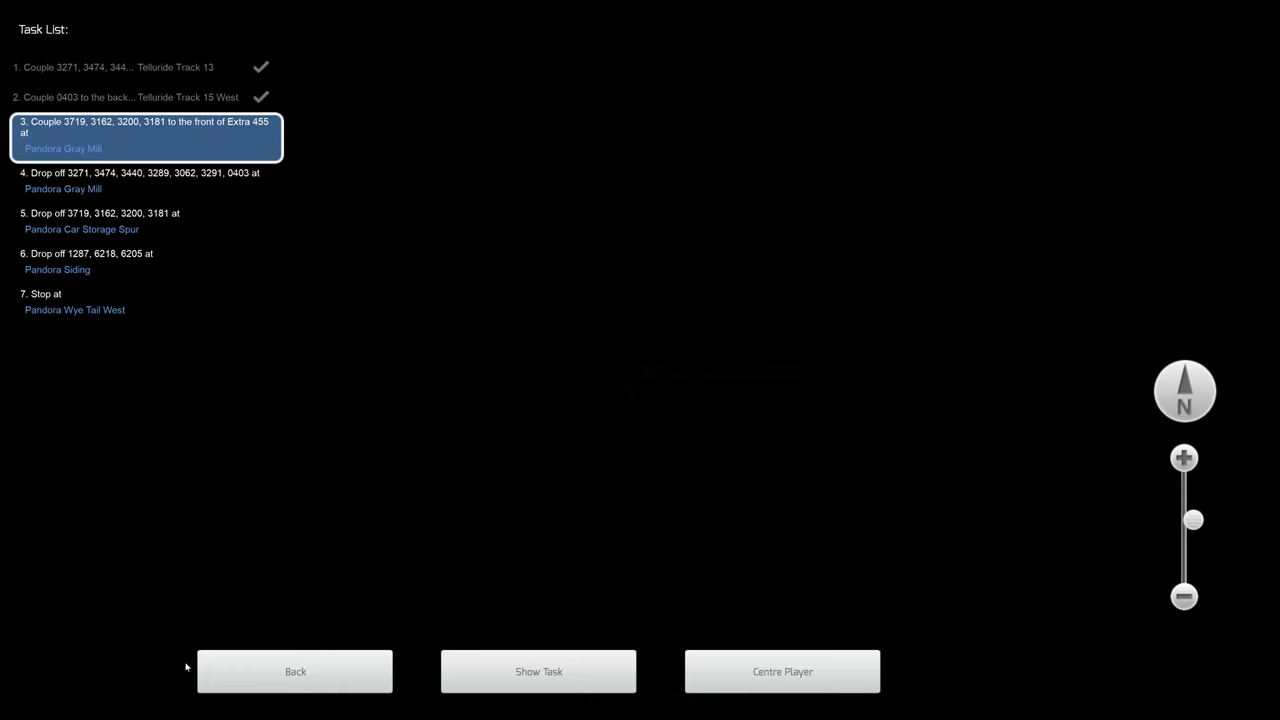 Task List:
1. Couple 3271, 3474, 344... Telluride Track 13
2. Couple 0403 to the back... Telluride Track 15 West
3. Couple 3719, 3162, 3200, 3181 to the front of Extra 455
at
Pandora Gray Mill
4. Drop off 3271, 3474, 3440, 3289, 3062, 3291, 0403 at
Pandora Gray Mill
5. Drop off 3719, 3162, 3200, 3181 at
Pandora Car Storage Spur
6. Drop off 1287, 6218, 6205 at
Pandora Siding
7. Stop at
Pandora Wye Tail West
N
Back
Show Task
Centre Player